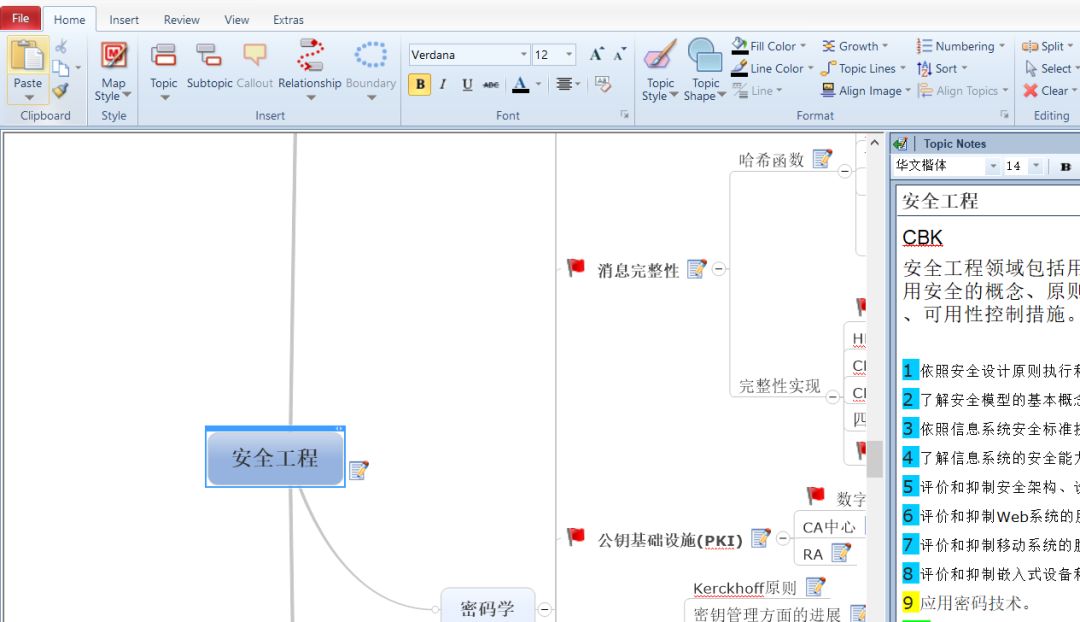 File Home Insert Review View Extras
Paste
Map Style
Topic Subtopic Callout Relationship Boundary
Verdana 12
B I U ABC A
Topic Style
Topic Shape
Fill Color Growth Numbering Split
Line Color Topic Lines Sort Select
Line Align Image Align Topics Clear
Clipboard Style Insert Font Format Editing
哈希函数
消息完整性
完整性实现
四
安全工程
数字
公钥基础设施(PKI)
CA中心
RA
Kerckhoff原则
密码学
密钥管理方面的进展
Topic Notes
华文楷体 14 B
安全工程
CBK
安全工程领域包括用
用安全的概念、原则
、可用性控制措施。
1 依照安全设计原则执行和
2 了解安全模型的基本概念
3 依照信息系统安全标准
4 了解信息系统的安全能力
5 评价和抑制安全架构、设
6 评价和抑制Web系统的
7 评价和抑制移动系统的
8 评价和抑制嵌入式设备和
9 应用密码技术。